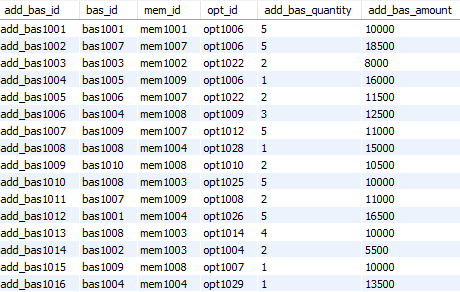 add_bas_id bas_id mem_id opt_id add_bas_quantity add_bas_amount
add_bas1001 bas1001 mem1001 opt1006 5 10000
add_bas1002 bas1007 mem1007 opt1006 5 18500
add_bas1003 bas1003 mem1002 opt1022 2 8000
add_bas1004 bas1005 mem1009 opt1006 1 16000
add_bas1005 bas1006 mem1007 opt1022 2 11500
add_bas1006 bas1004 mem1008 opt1009 3 12500
add_bas1007 bas1009 mem1007 opt1012 5 11000
add_bas1008 bas1008 mem1004 opt1028 1 15000
add_bas1009 bas1010 mem1008 opt1010 2 10500
add_bas1010 bas1008 mem1003 opt1025 5 10000
add_bas1011 bas1007 mem1009 opt1008 2 11000
add_bas1012 bas1001 mem1004 opt1026 5 16500
add_bas1013 bas1008 mem1003 opt1014 4 10000
add_bas1014 bas1002 mem1003 opt1004 2 5500
add_bas1015 bas1009 mem1008 opt1007 1 10000
add_bas1016 bas1004 mem1004 opt1029 1 13500